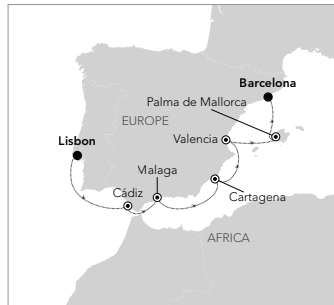 Barcelona
Palma de Mallorca
EUROPE
Lisbon
Valencia
Malaga
Cádiz
Cartagena
AFRICA